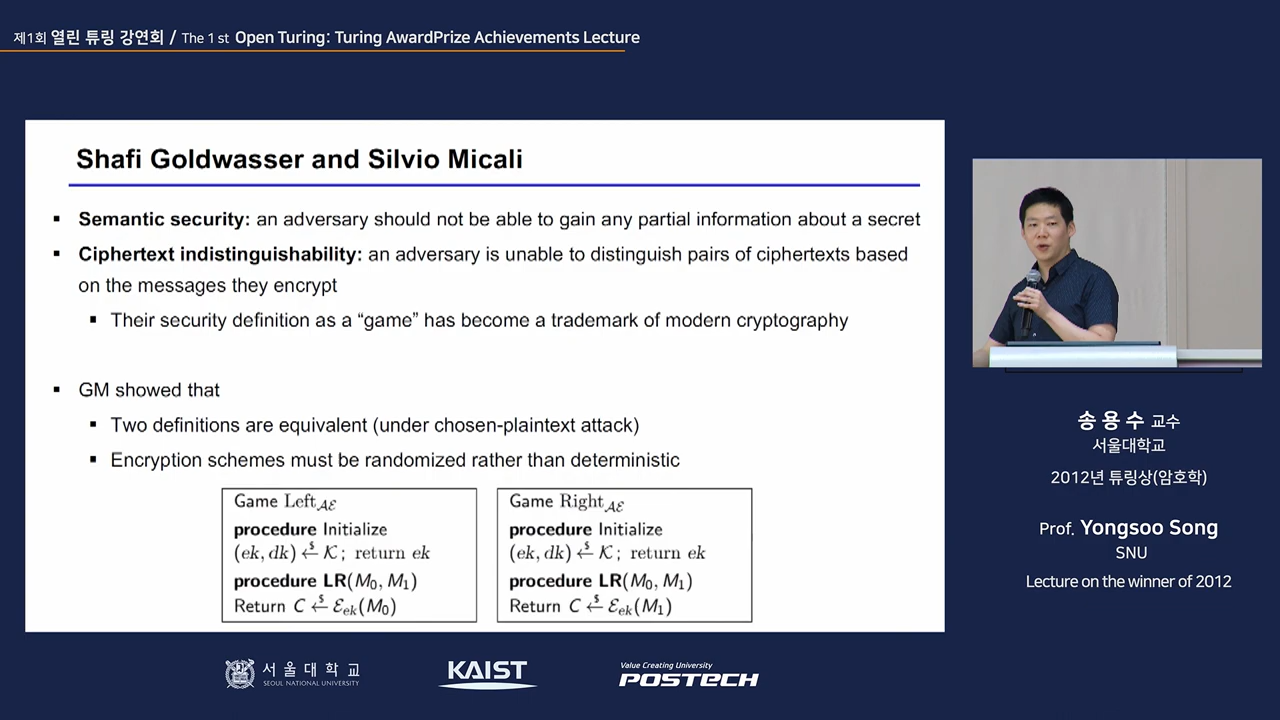 제1회 열린 튜링 강연회 / The 1 st Open Turing: Turing AwardPrize Achievements Lecture
Shafi Goldwasser and Silvio Micali
▪ Semantic security: an adversary should not be able to gain any partial information about a secret
▪ Ciphertext indistinguishability: an adversary is unable to distinguish pairs of ciphertexts based
on the messages they encrypt
▪ Their security definition as a “game” has become a trademark of modern cryptography
▪ GM showed that
▪ Two definitions are equivalent (under chosen-plaintext attack)
▪ Encryption schemes must be randomized rather than deterministic
Game Left𝒜ℰ
procedure Initialize
(ek, dk) ←$ 𝒦; return ek
procedure LR(M₀, M₁)
Return C ←$ ℰek(M₀)
Game Right𝒜ℰ
procedure Initialize
(ek, dk) ←$ 𝒦; return ek
procedure LR(M₀, M₁)
Return C ←$ ℰek(M₁)
송 용 수 교수
서울대학교
2012년 튜링상(암호학)
Prof. Yongsoo Song
SNU
Lecture on the winner of 2012
서울대학교
SEOUL NATIONAL UNIVERSITY
KAIST
Value Creating University
POSTECH